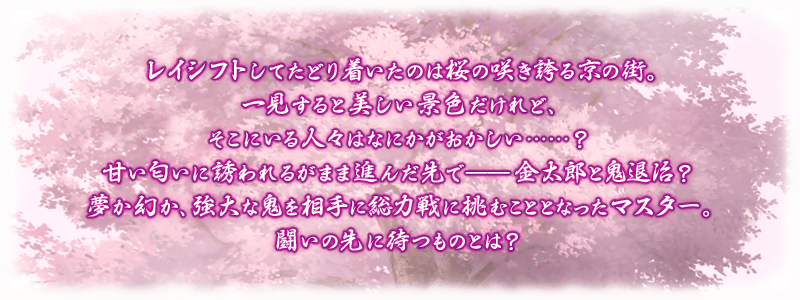 レイシフトしてたどり着いたのは桜の咲き誇る京の街。
一見すると美しい景色だけれど、
そこにいる人々はなにかがおかしい……？
甘い匂いに誘われるがまま進んだ先で──金太郎と鬼退治？
夢か幻か、強大な鬼を相手に総力戦に挑むこととなったマスター。
闘いの先に待つものとは？